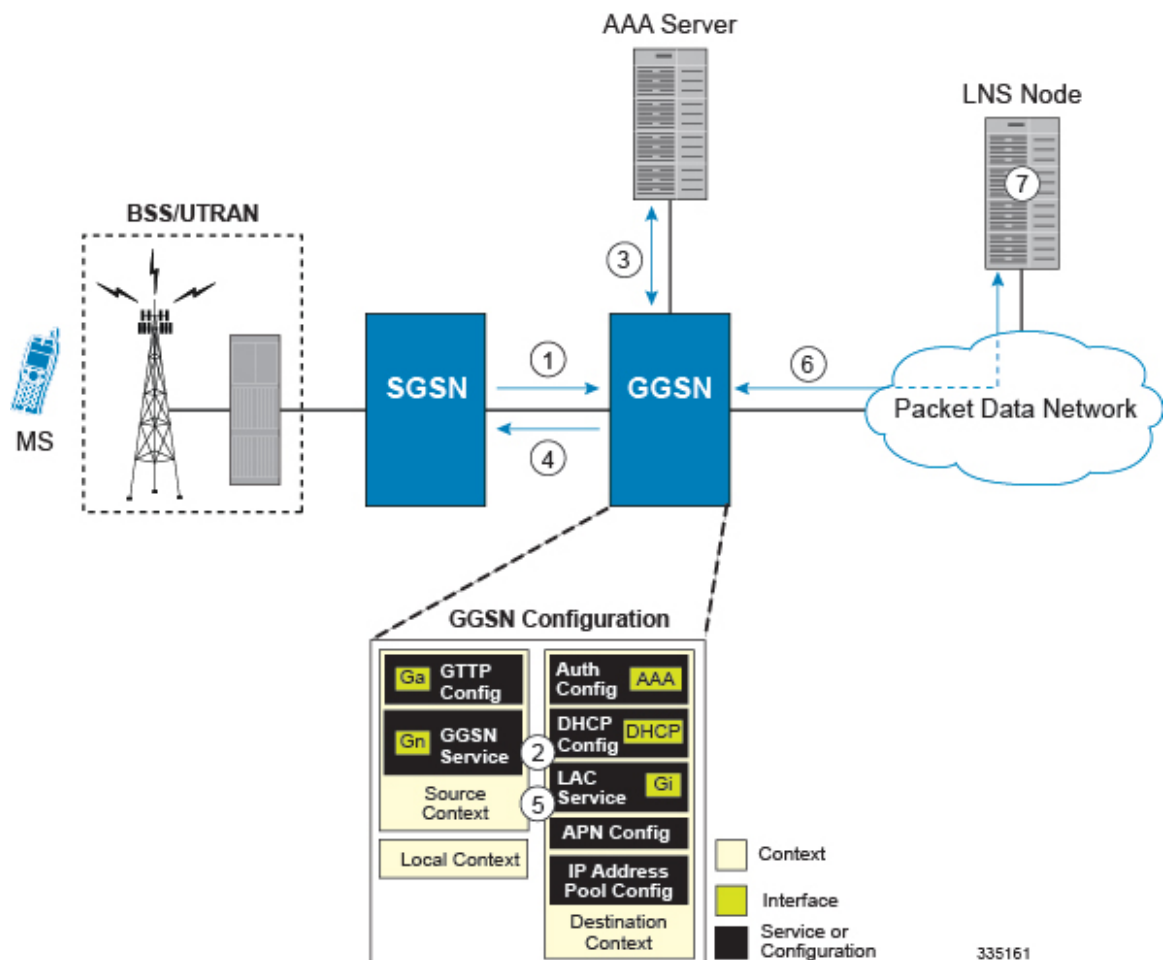 AAA Server
LNS Node
7
BSS/UTRAN
3
MS
SGSN
1
4
GGSN
6
Packet Data Network
GGSN Configuration
Ga
GTTP
Config
Gn
GGSN
Service
Source
Context
Local Context
2
5
Auth
Config
AAA
DHCP
Config
DHCP
LAC
Service
Gi
APN Config
IP Address
Pool Config
Destination
Context
Context
Interface
Service or
Configuration
335161